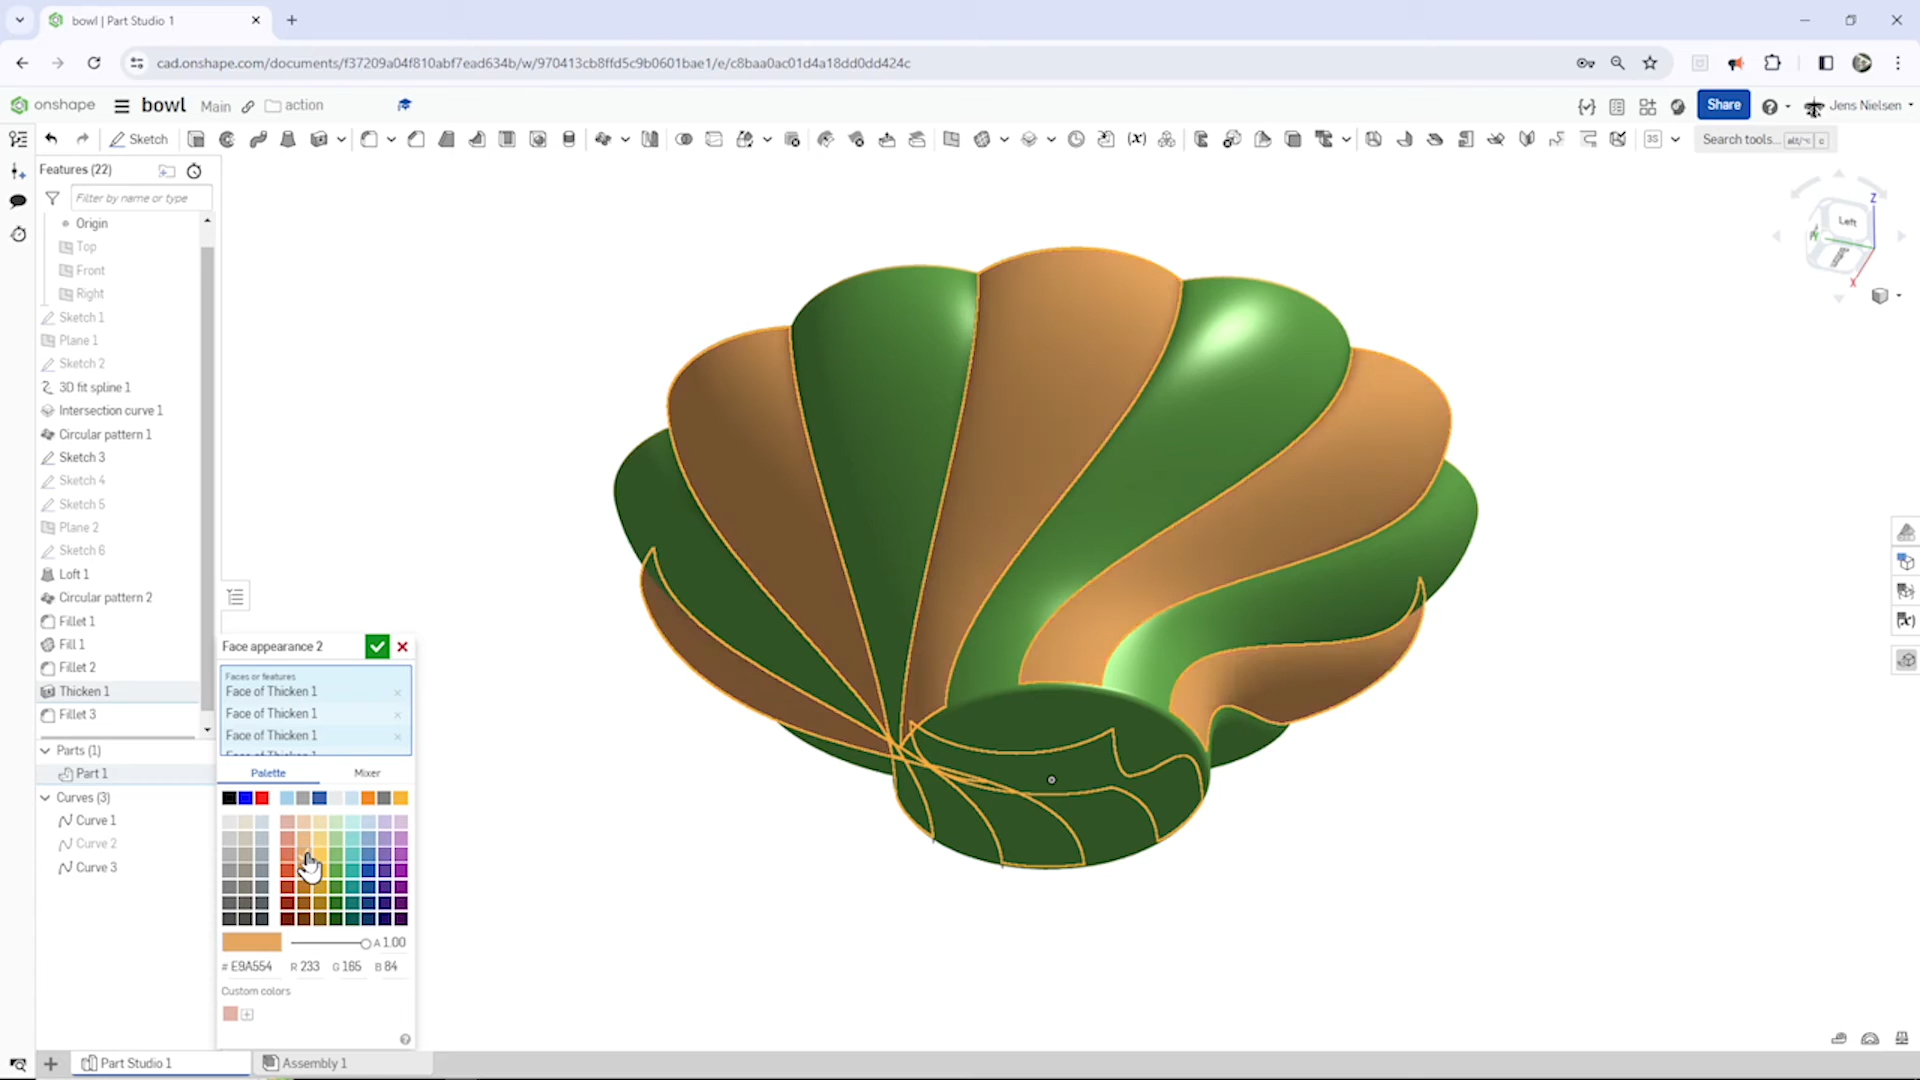 bowl | Part Studio 1
cad.onshape.com/documents/f37209a04f810abf7ead634b/w/970413cb8ffd5c9b0601bae1/e/c8baa0ac01d4a18dd0dd424c
onshape
bowl
Main
action
Share
Jens Nielsen
Sketch
3S
Search tools...
alt/⌥
c
Features (22)
Filter by name or type
Origin
Top
Front
Right
Sketch 1
Plane 1
Sketch 2
3D fit spline 1
Intersection curve 1
Circular pattern 1
Sketch 3
Sketch 4
Sketch 5
Plane 2
Sketch 6
Loft 1
Circular pattern 2
Fillet 1
Fill 1
Fillet 2
Thicken 1
Fillet 3
Parts (1)
Part 1
Curves (3)
Curve 1
Curve 2
Curve 3
Face appearance 2
Faces or features
Face of Thicken 1
Face of Thicken 1
Face of Thicken 1
Face of Thicken 1
Palette
Mixer
A 1.00
# E9A554 R 233 G 165 B 84
Custom colors
Z
Left
X
Part Studio 1
Assembly 1